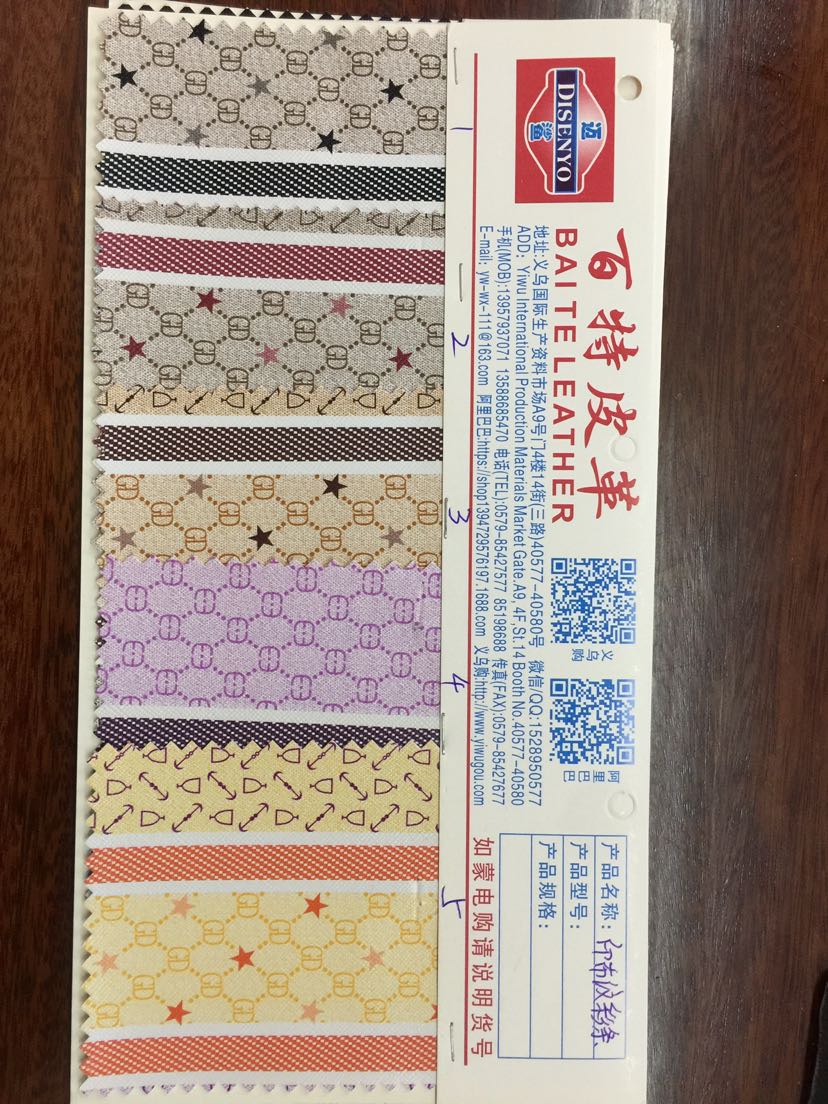 DISENYO
迈鲨
百特皮革
BAITE LEATHER
地址:义乌国际生产资料市场A9号门4楼14街(三路)40577-40580号 微信/QQ:1528950577
ADD: Yiwu International Production Materials Market Gate A9, 4F,St.14 Booth No.40577-40580
手机(MOB):13957937071 13588685470 电话(TEL):0579-85427577 85198688 传真(FAX):0579-85427677
E-mail: yw-wx-111@163.com 阿里巴巴:https://shop1394729576197.1688.com 义乌购:http://www.yiwugou.com
义乌购
阿里巴巴
产品名称:
产品型号:
产品规格:
如蒙电购请说明货号
1
2
3
4
5